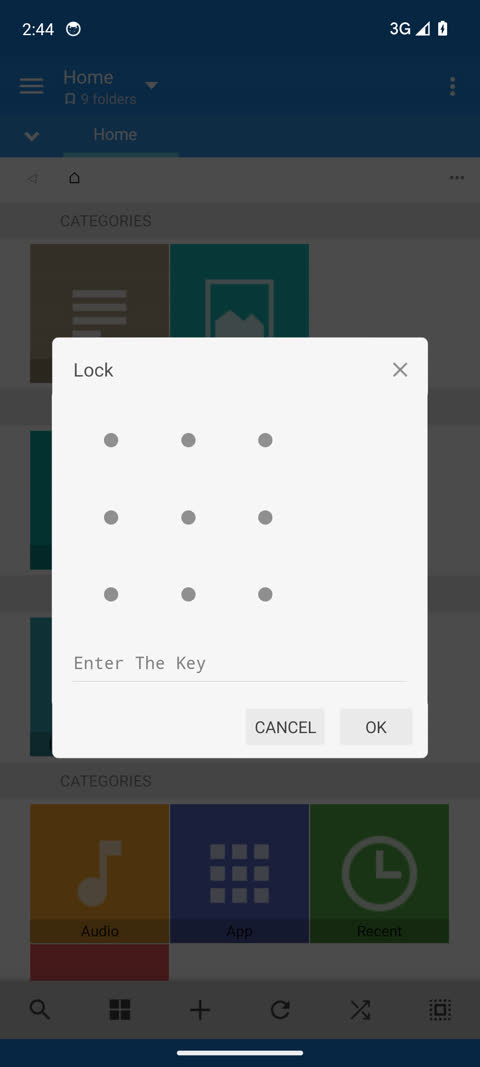 2:44
3G
Home
9 folders
Home
CATEGORIES
Lock
Enter The Key
CANCEL
OK
CATEGORIES
Audio
App
Recent